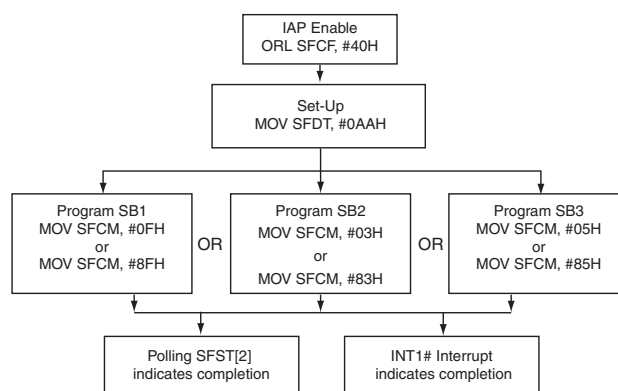 IAP Enable
ORL SFCF, #40H
Set-Up
MOV SFDT, #0AAH
Program SB1
MOV SFCM, #0FH
or
MOV SFCM, #8FH
OR
Program SB2
MOV SFCM, #03H
or
MOV SFCM, #83H
OR
Program SB3
MOV SFCM, #05H
or
MOV SFCM, #85H
Polling SFST[2]
indicates completion
INT1# Interrupt
indicates completion